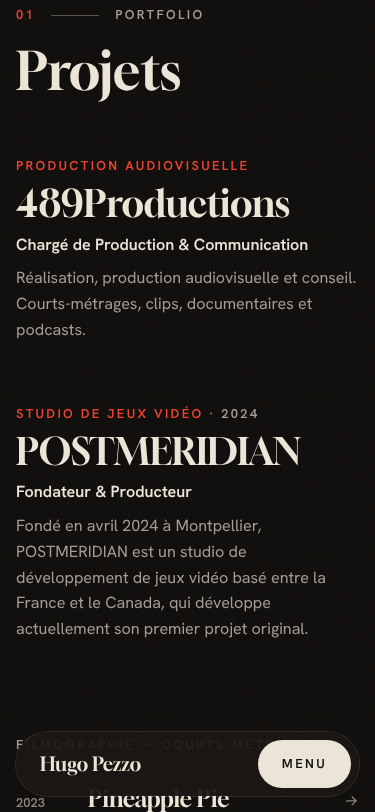 01 PORTFOLIO
Projets
PRODUCTION AUDIOVISUELLE
489Productions
Chargé de Production & Communication
Réalisation, production audiovisuelle et conseil.
Courts-métrages, clips, documentaires et
podcasts.
STUDIO DE JEUX VIDÉO · 2024
POSTMERIDIAN
Fondateur & Producteur
Fondé en avril 2024 à Montpellier,
POSTMERIDIAN est un studio de
développement de jeux vidéo basé entre la
France et le Canada, qui développe
actuellement son premier projet original.
FILMOGRAPHIE — COURTS-MÉT
Hugo Pezzo MENU
2023 Pineapple Pie →